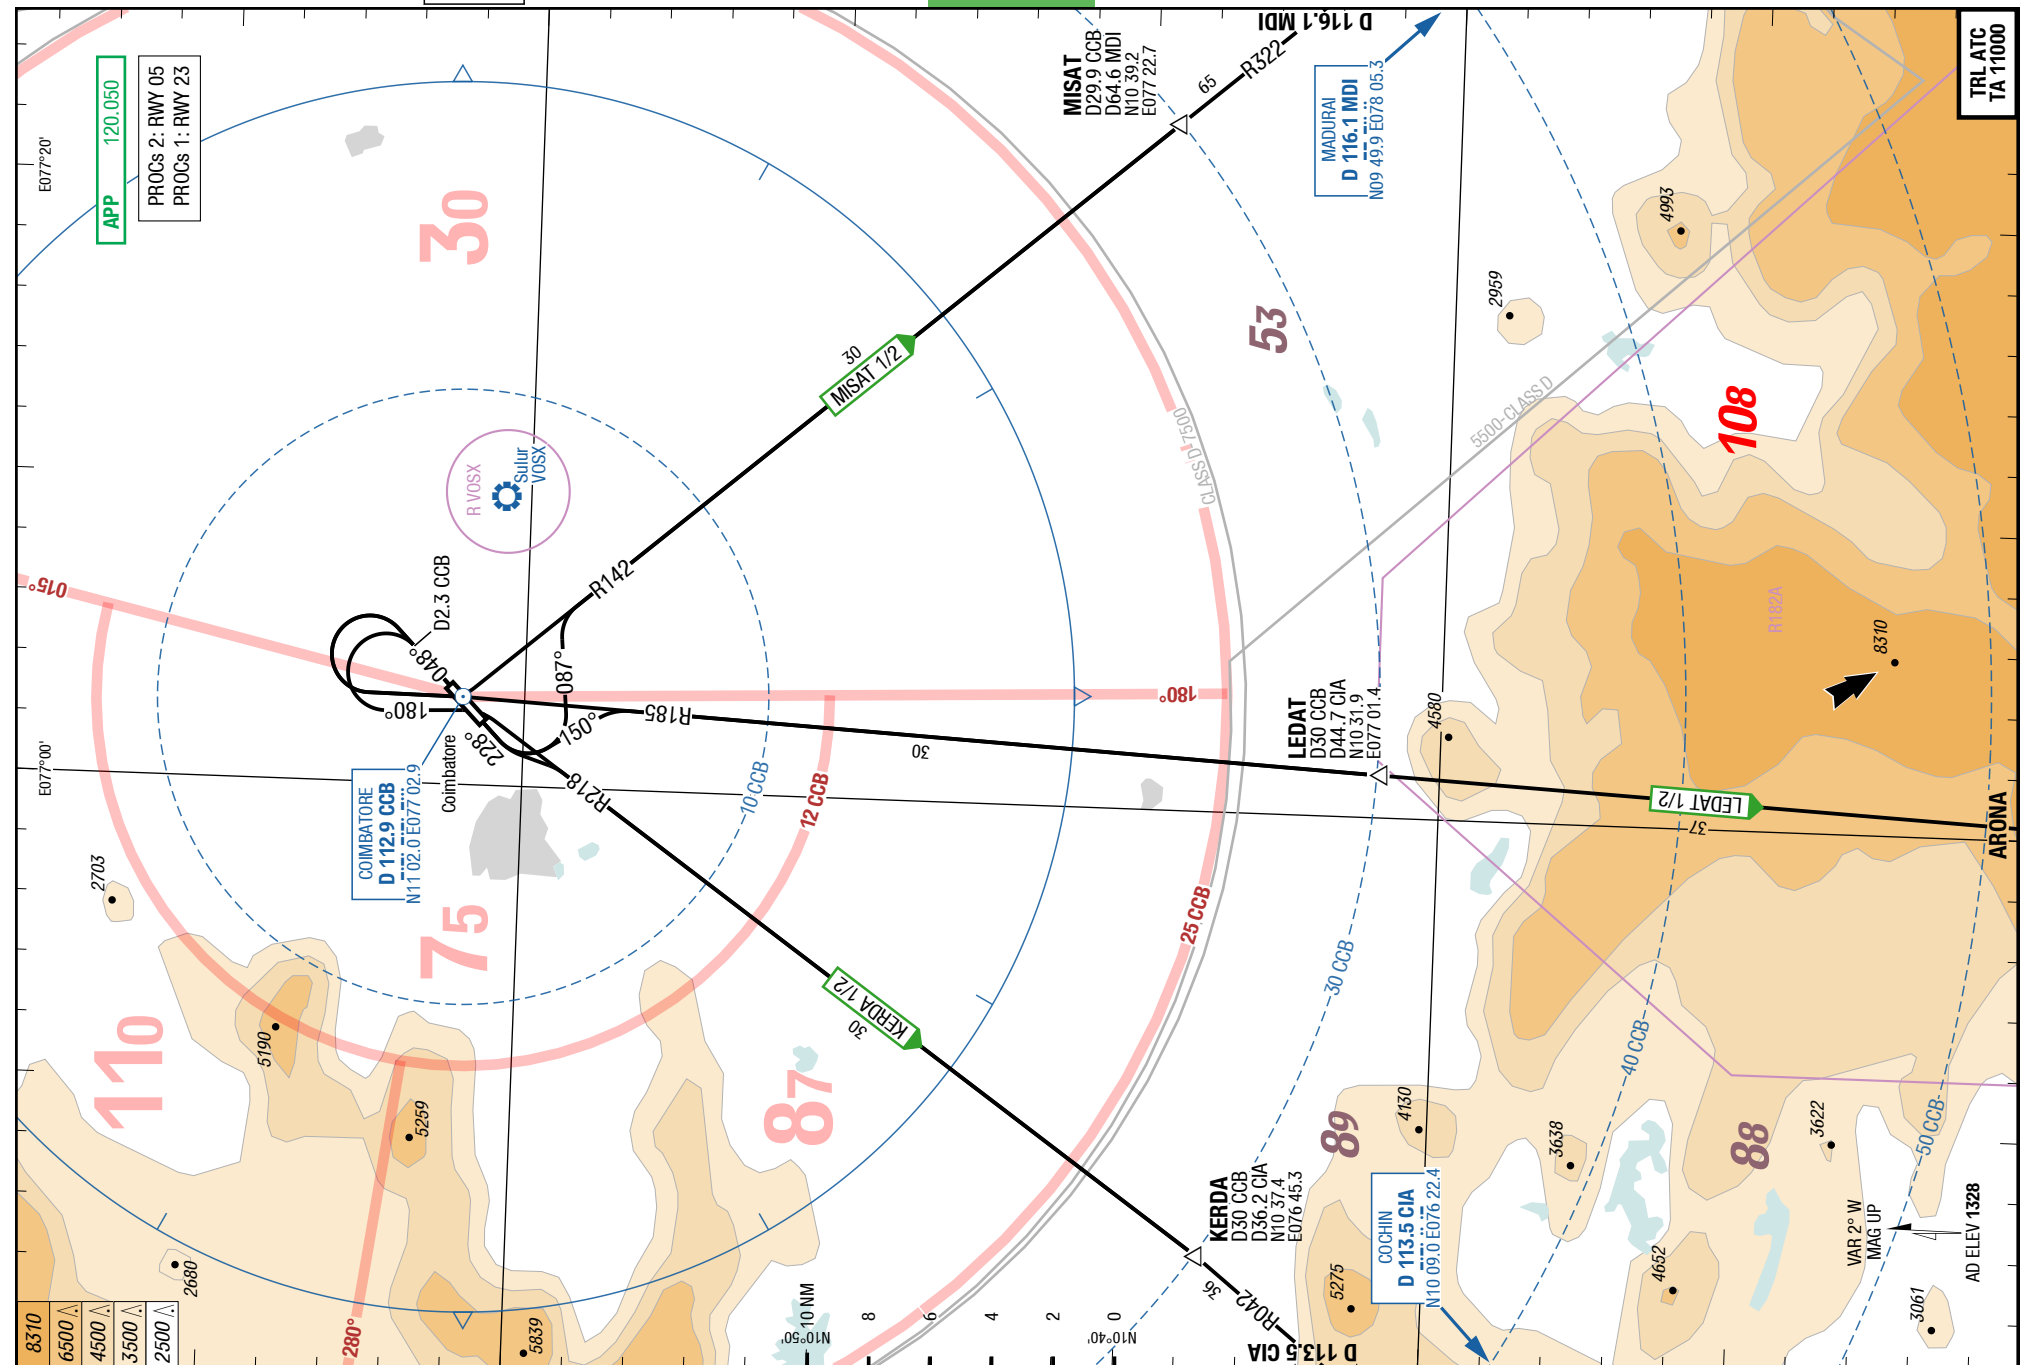 TRL ATC
TA 11000
APP 120.050
PROCs 2: RWY 05
PROCs 1: RWY 23
E077°20'
E077°00'
30
75
110
87
53
89
88
108
MISAT
D29.9 CCB
D64.6 MDI
N10 39.2
E077 22.7
65
R322
D 116.1 MDI
MADURAI
D 116.1 MDI
N09 49.9 E078 05.3
4993
2959
5500-CLASS D
CLASS D 7500
R VOSX
Sulur
VOSX
MISAT 1/2
30
R142
D2.3 CCB
048°
015°
180°
228°
087°
150°
R185
R218
180°
30
Coimbatore
COIMBATORE
D 112.9 CCB
N11 02.0 E077 02.9
10 CCB
12 CCB
25 CCB
30 CCB
40 CCB
50 CCB
LEDAT
D30 CCB
D44.7 CIA
N10 31.9
E077 01.4
4580
R182A
8310
LEDAT 1/2
37
ARONA
KERDA 1/2
30
2703
5190
5259
2680
5839
280°
KERDA
D30 CCB
D36.2 CIA
N10 37.4
E076 45.3
36
R042
D 113.5 CIA
COCHIN
D 113.5 CIA
N10 09.0 E076 22.4
4130
3638
3622
5275
4652
3061
VAR 2° W
MAG UP
AD ELEV 1328
8310
6500
4500
3500
2500
10 NM
8
6
4
2
0
N10°50'
N10°40'